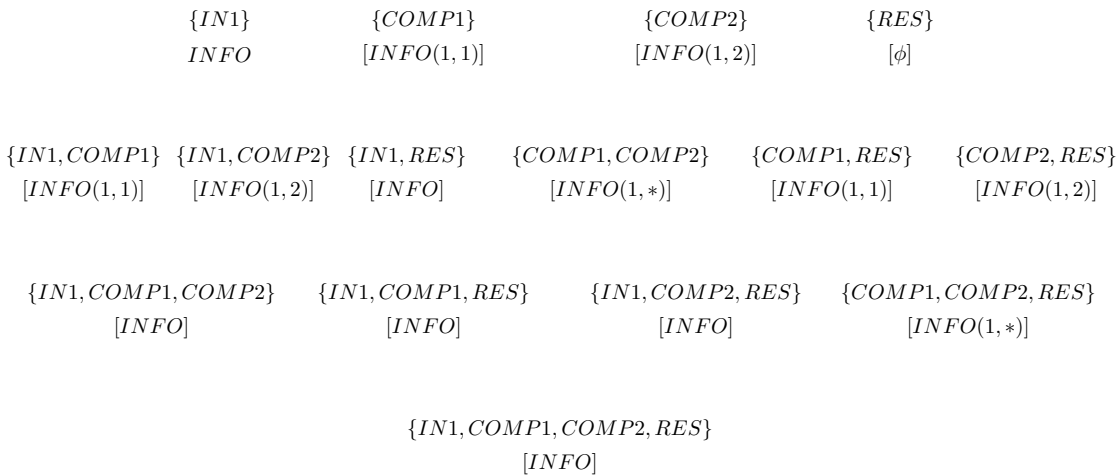 {IN1} {COMP1} {COMP2} {RES}
INFO [INFO(1, 1)] [INFO(1, 2)] [ϕ]
{IN1, COMP1} {IN1, COMP2} {IN1, RES} {COMP1, COMP2} {COMP1, RES} {COMP2, RES}
[INFO(1, 1)] [INFO(1, 2)] [INFO] [INFO(1, ∗)] [INFO(1, 1)] [INFO(1, 2)]
{IN1, COMP1, COMP2} {IN1, COMP1, RES} {IN1, COMP2, RES} {COMP1, COMP2, RES}
[INFO] [INFO] [INFO] [INFO(1, ∗)]
{IN1, COMP1, COMP2, RES}
[INFO]